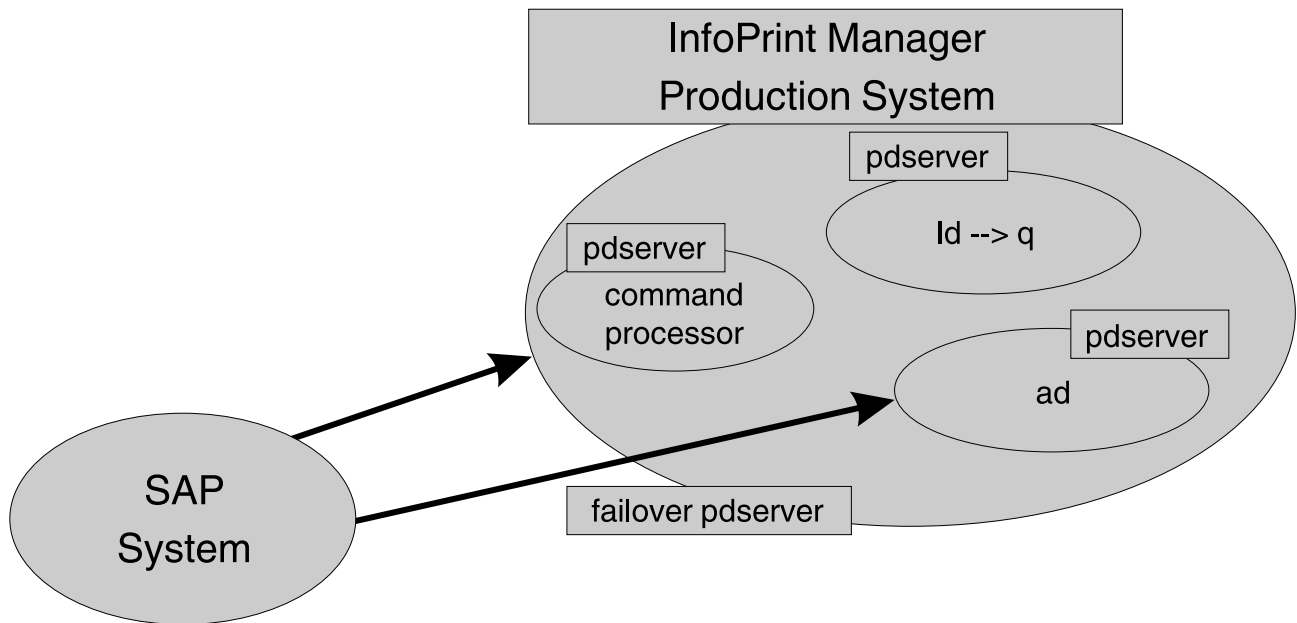 InfoPrint Manager
Production System
pdserver
ld --> q
pdserver
command
processor
pdserver
ad
SAP
System
failover pdserver